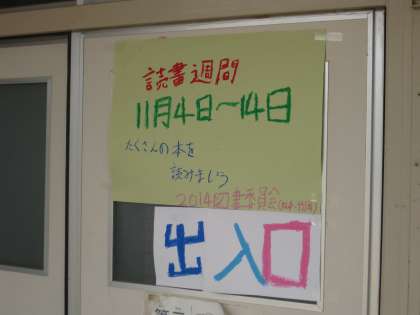 読書週間
11月4日〜14日
たくさんの本を
読みましょう
2014図書委員会
出入口